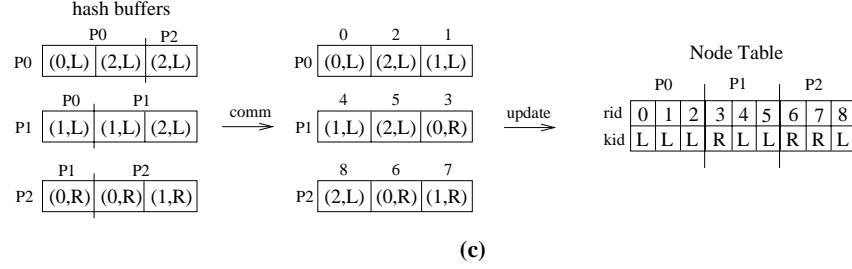 hash buffers
P0 P2
P0 (0,L) (2,L) (2,L)
P0 P1
P1 (1,L) (1,L) (2,L)
P1 P2
P2 (0,R) (0,R) (1,R)
comm
0 2 1
P0 (0,L) (2,L) (1,L)
4 5 3
P1 (1,L) (2,L) (0,R)
8 6 7
P2 (2,L) (0,R) (1,R)
update
Node Table
P0 P1 P2
rid 0 1 2 3 4 5 6 7 8
kid L L L R L L R R L
(c)